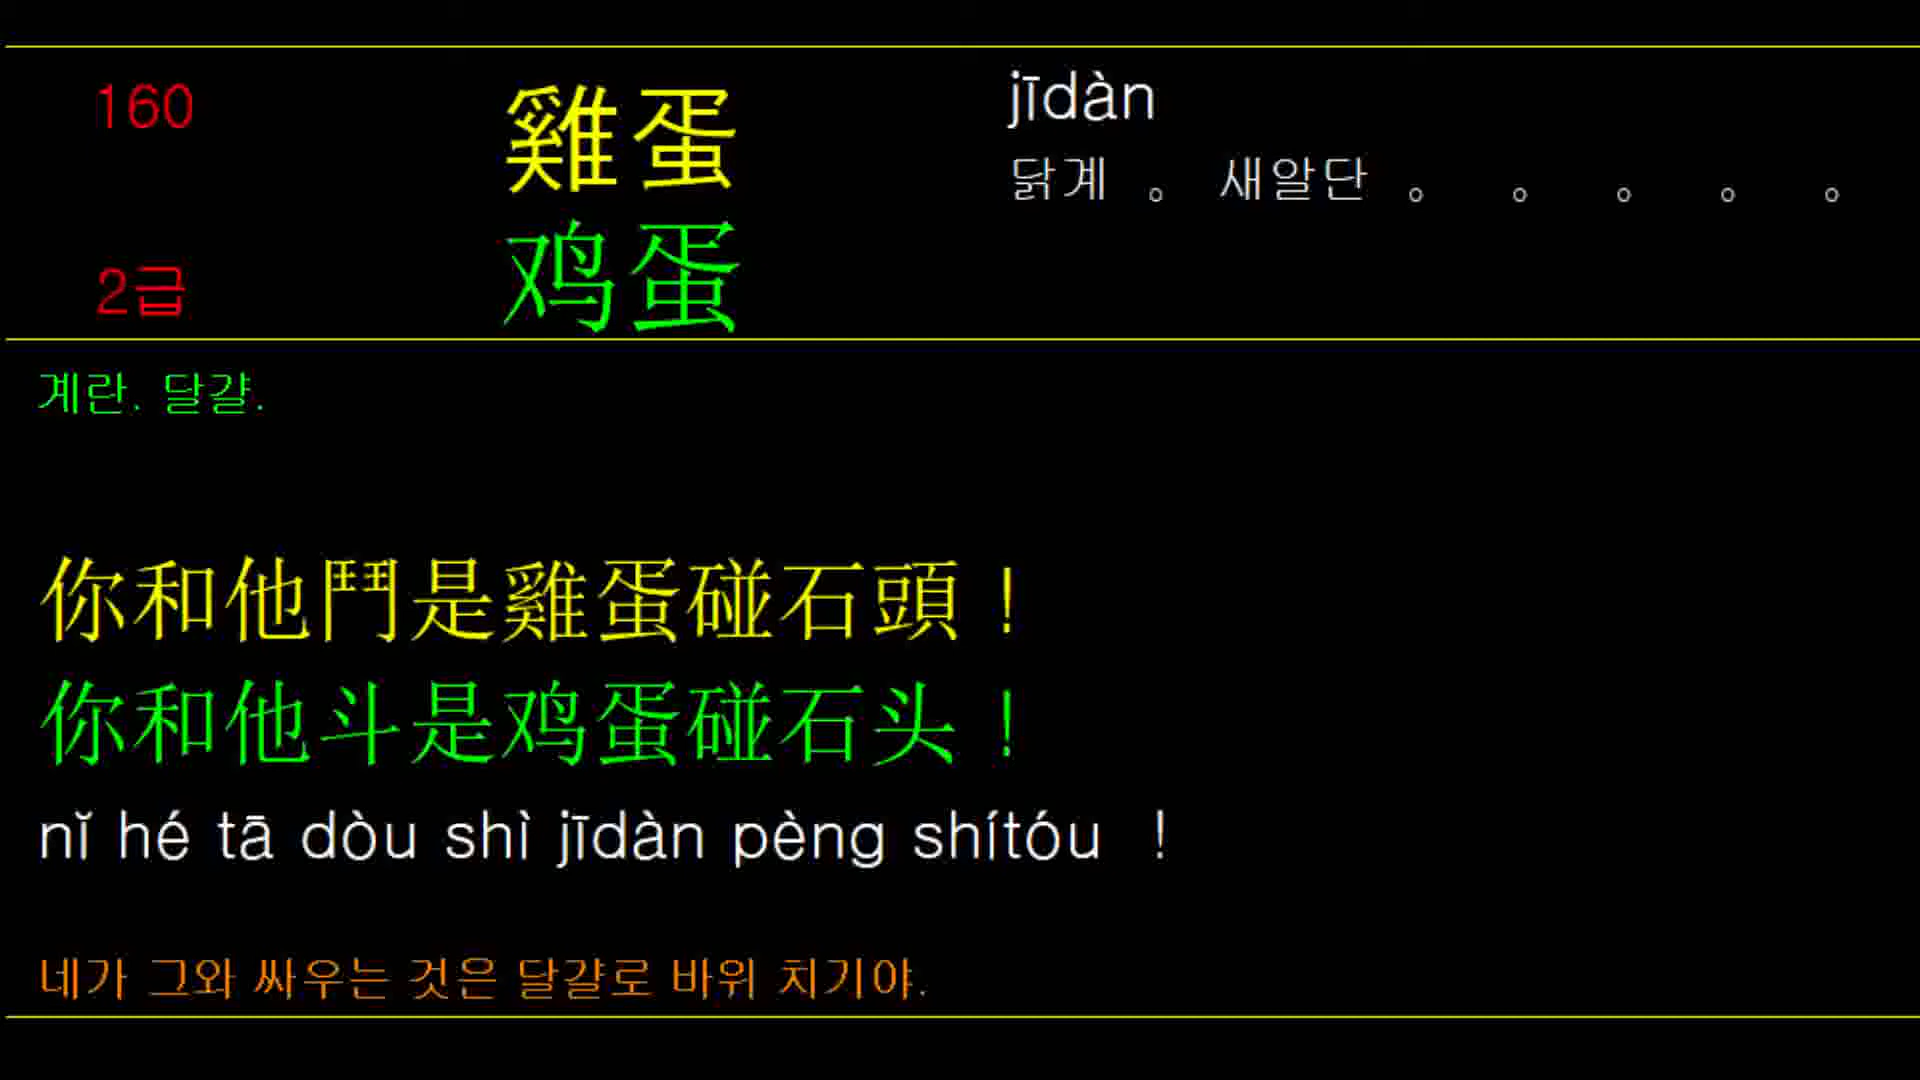 160
雞蛋
jīdàn
닭계 。 새알단 。 。 。 。 。
鸡蛋
2급
계란. 달걀.
你和他鬥是雞蛋碰石頭！
你和他斗是鸡蛋碰石头！
nǐ hé tā dòu shì jīdàn pèng shítóu ！
네가 그와 싸우는 것은 달걀로 바위 치기야.